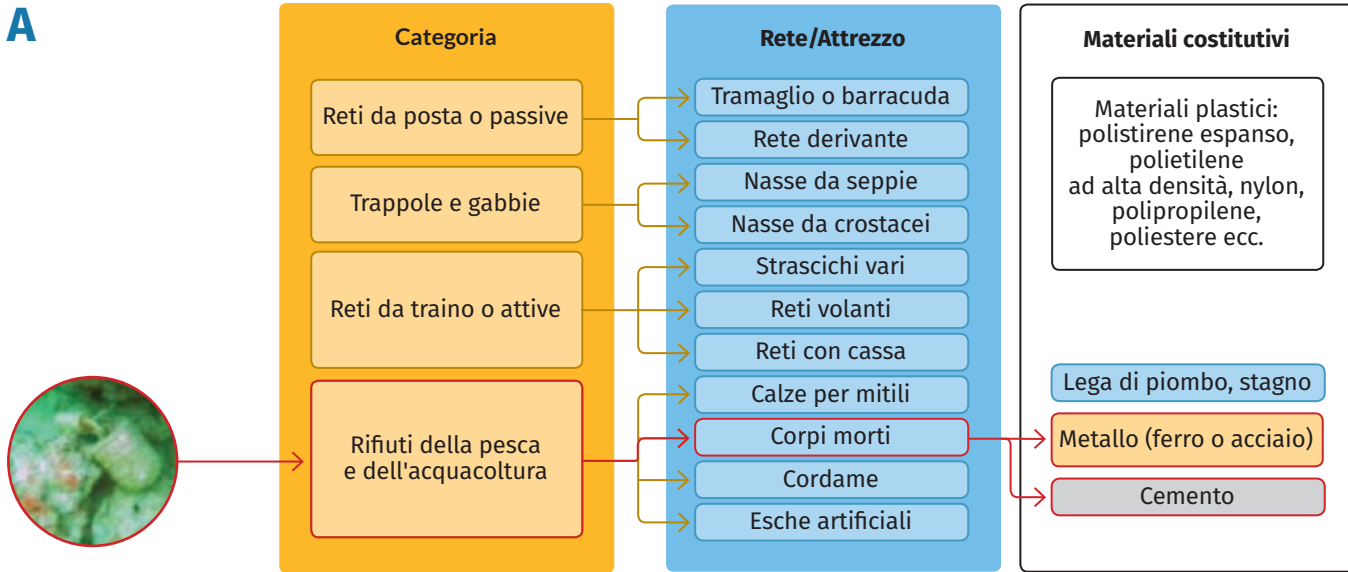 A
Categoria
Reti da posta o passive
Trappole e gabbie
Reti da traino o attive
Rifiuti della pesca
e dell'acquacoltura
Rete/Attrezzo
Tramaglio o barracuda
Rete derivante
Nasse da seppie
Nasse da crostacei
Strascichi vari
Reti volanti
Reti con cassa
Calze per mitili
Corpi morti
Cordame
Esche artificiali
Materiali costitutivi
Materiali plastici:
polistirene espanso,
polietilene
ad alta densità, nylon,
polipropilene,
poliestere ecc.
Lega di piombo, stagno
Metallo (ferro o acciaio)
Cemento